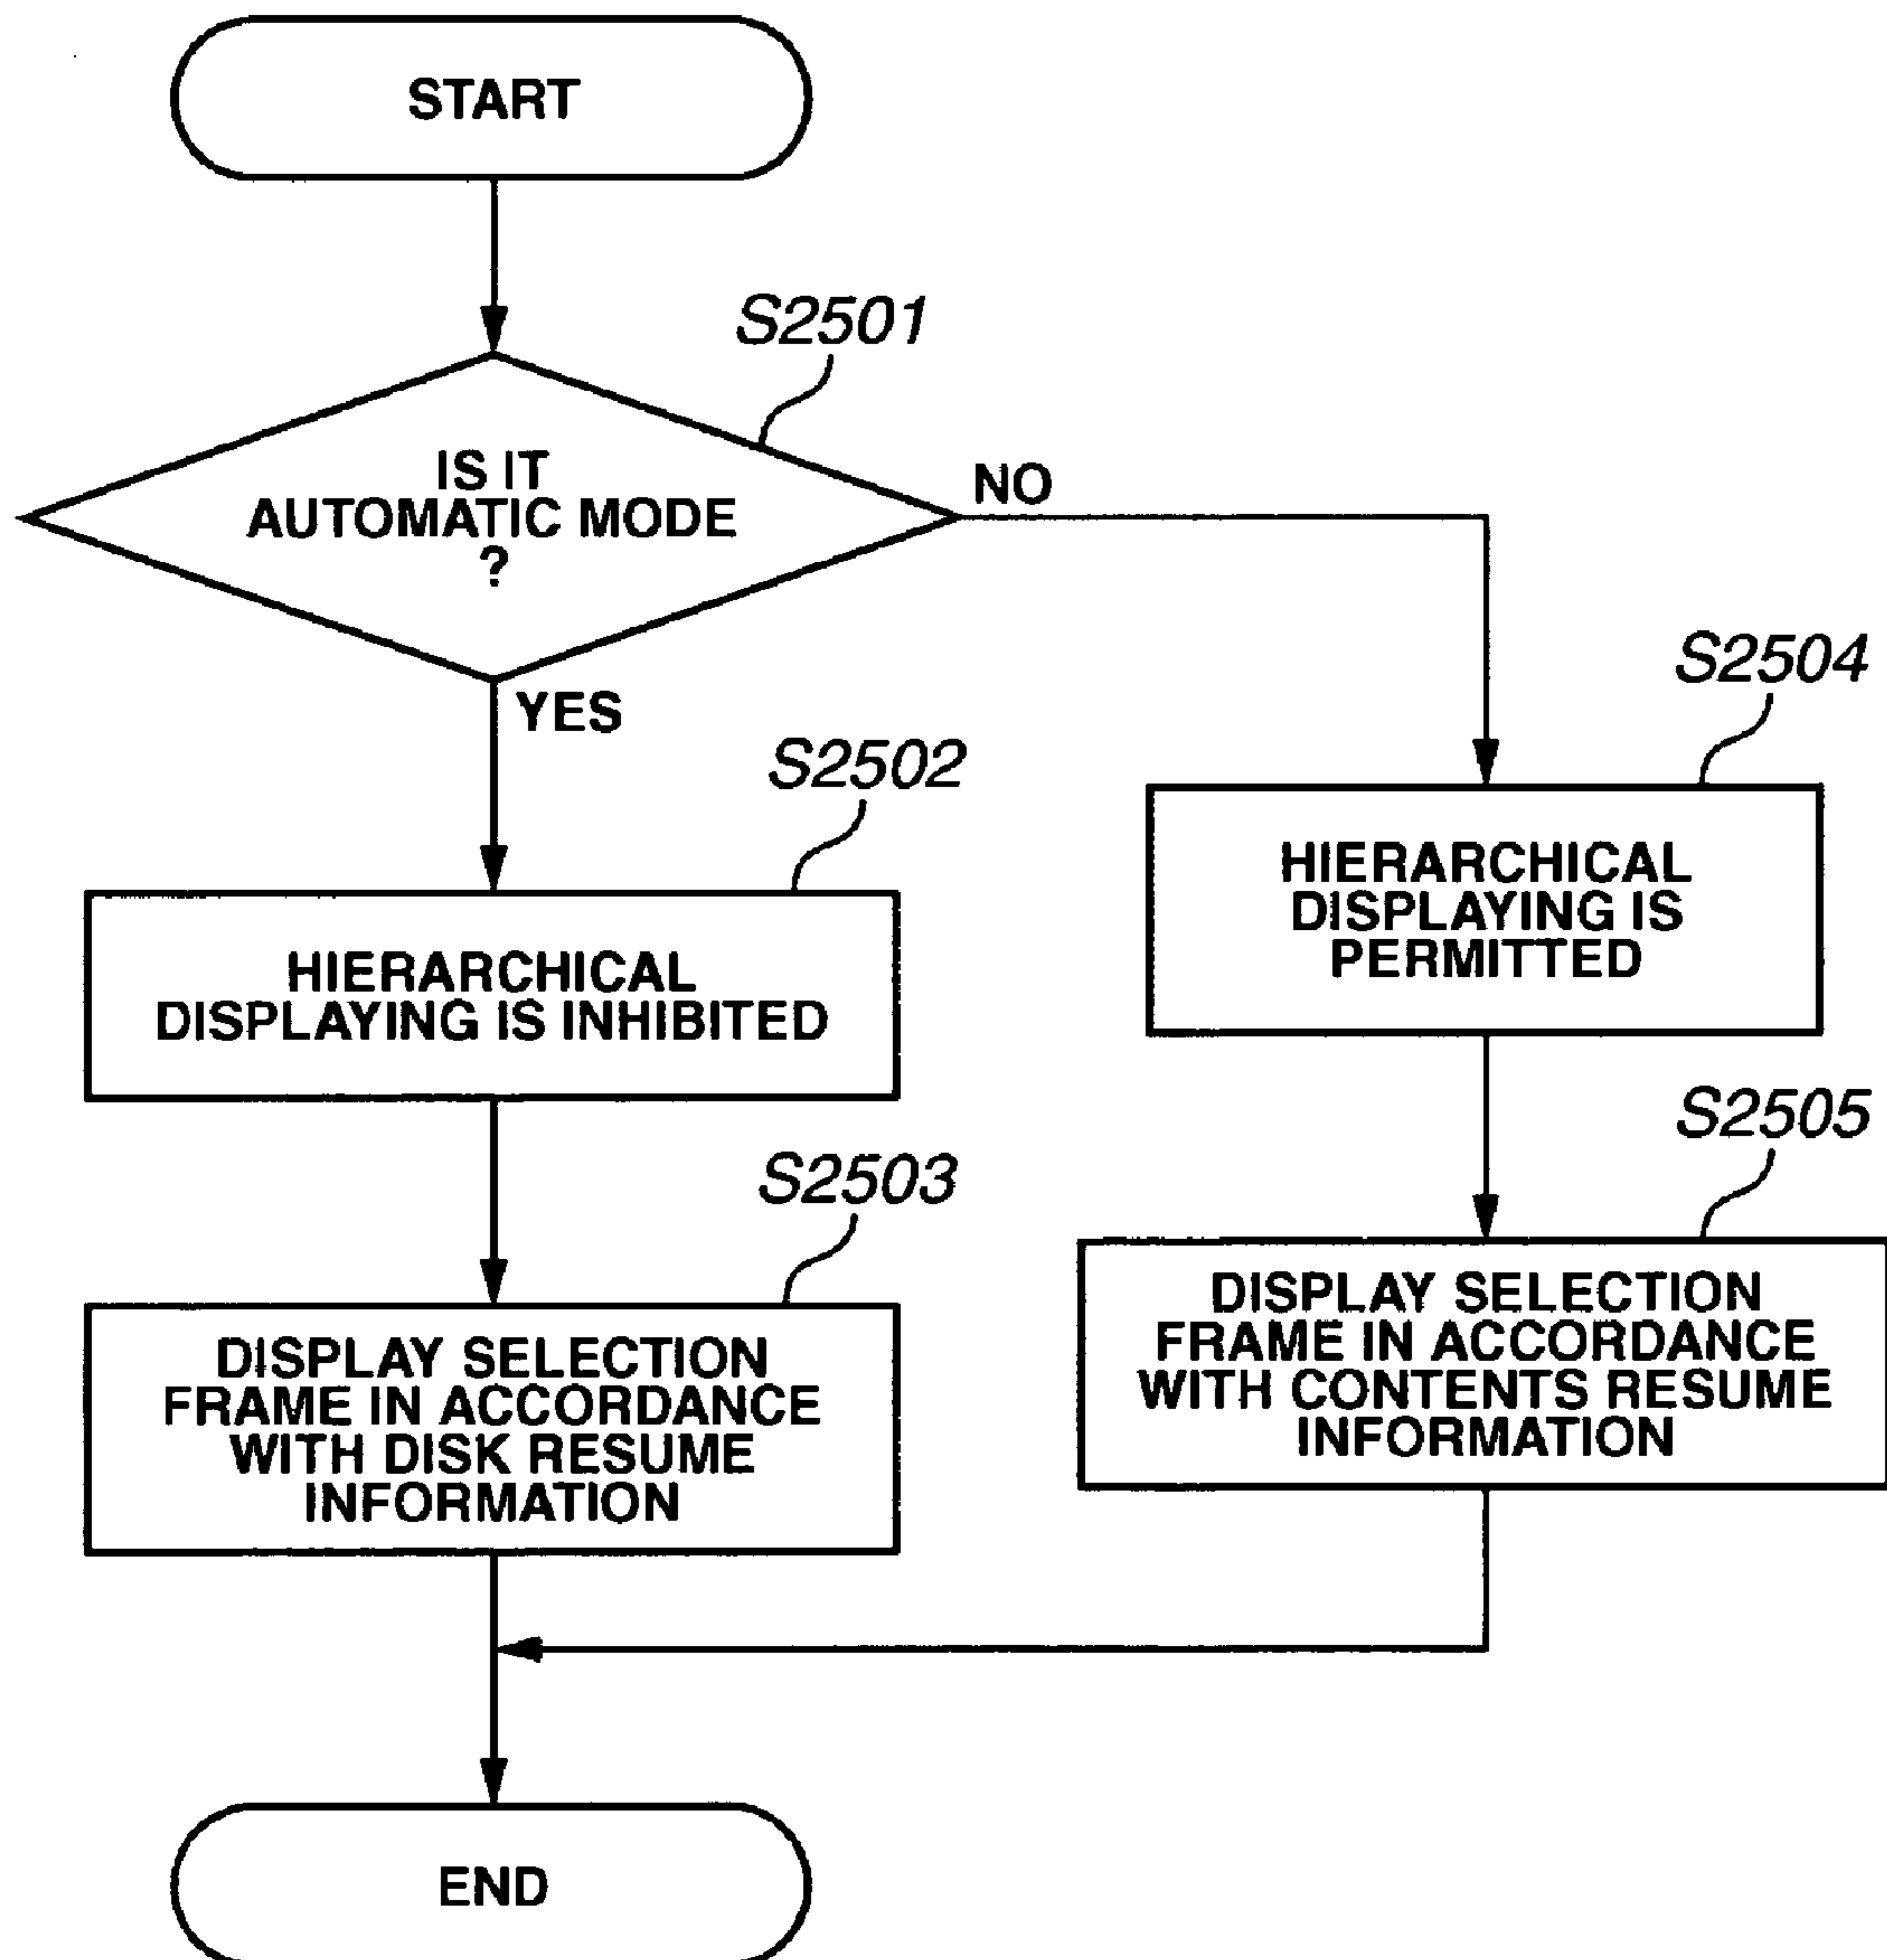 START
S2501
IS IT
AUTOMATIC MODE
?
NO
YES
S2502
HIERARCHICAL
DISPLAYING IS INHIBITED
S2503
DISPLAY SELECTION
FRAME IN ACCORDANCE
WITH DISK RESUME
INFORMATION
S2504
HIERARCHICAL
DISPLAYING IS
PERMITTED
S2505
DISPLAY SELECTION
FRAME IN ACCORDANCE
WITH CONTENTS RESUME
INFORMATION
END